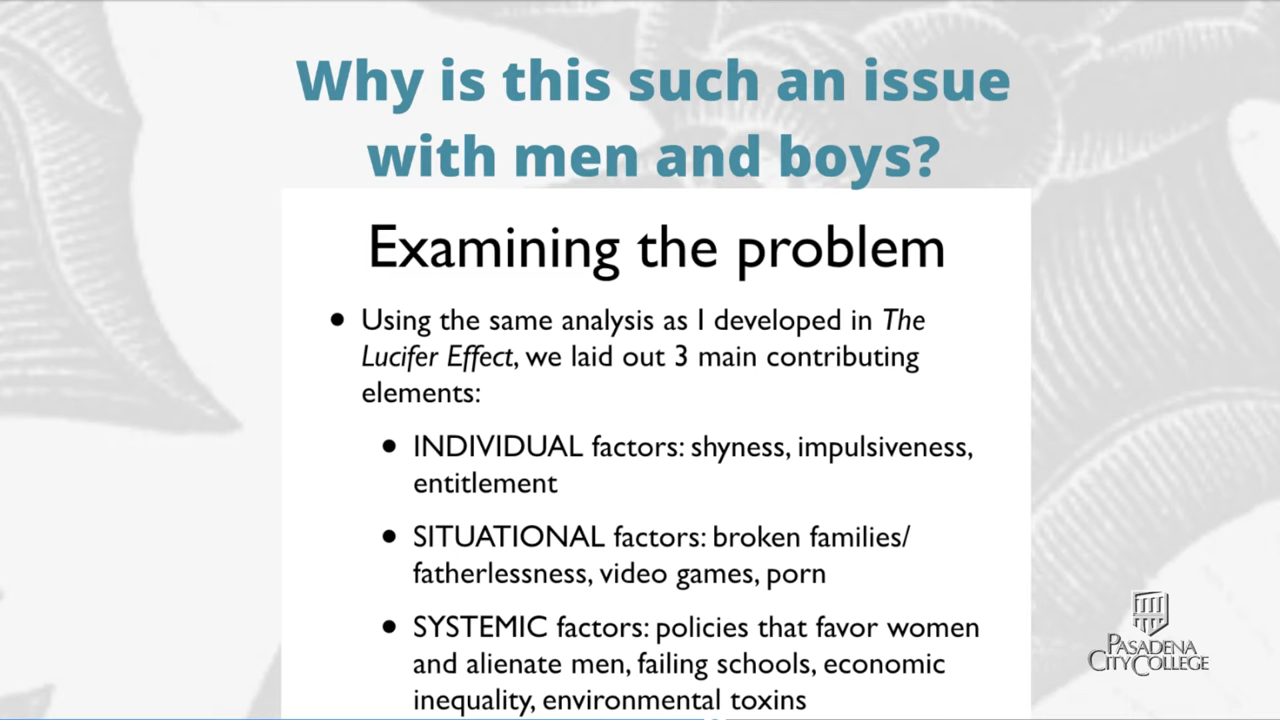 Why is this such an issue
with men and boys?
Examining the problem
• Using the same analysis as I developed in The
Lucifer Effect, we laid out 3 main contributing
elements:
• INDIVIDUAL factors: shyness, impulsiveness,
entitlement
• SITUATIONAL factors: broken families/
fatherlessness, video games, porn
• SYSTEMIC factors: policies that favor women
and alienate men, failing schools, economic
inequality, environmental toxins
PASADENA
CITY COLLEGE